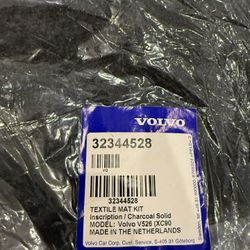 VOLVO
32344528
VO
32344528
TEXTILE MAT KIT
Inscription / Charcoal Solid
MODEL: Volvo V526 (XC90
MADE IN THE NETHERLANDS
Volvo Car Corp. Cust. Service, S-405 31 Göteborg